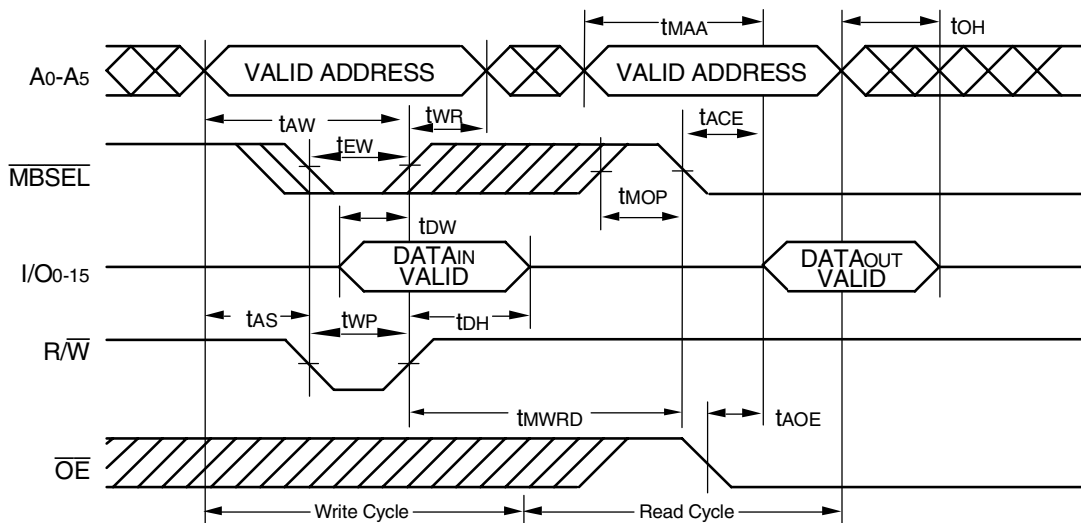 tMAA
tOH
A0-A5
VALID ADDRESS
VALID ADDRESS
tAW
tWR
tACE
tEW
MBSEL
tMOP
tDW
I/O0-15
DATAIN
VALID
DATAOUT
VALID
tAS
tWP
tDH
R/W
tMWRD
tAOE
OE
Write Cycle
Read Cycle